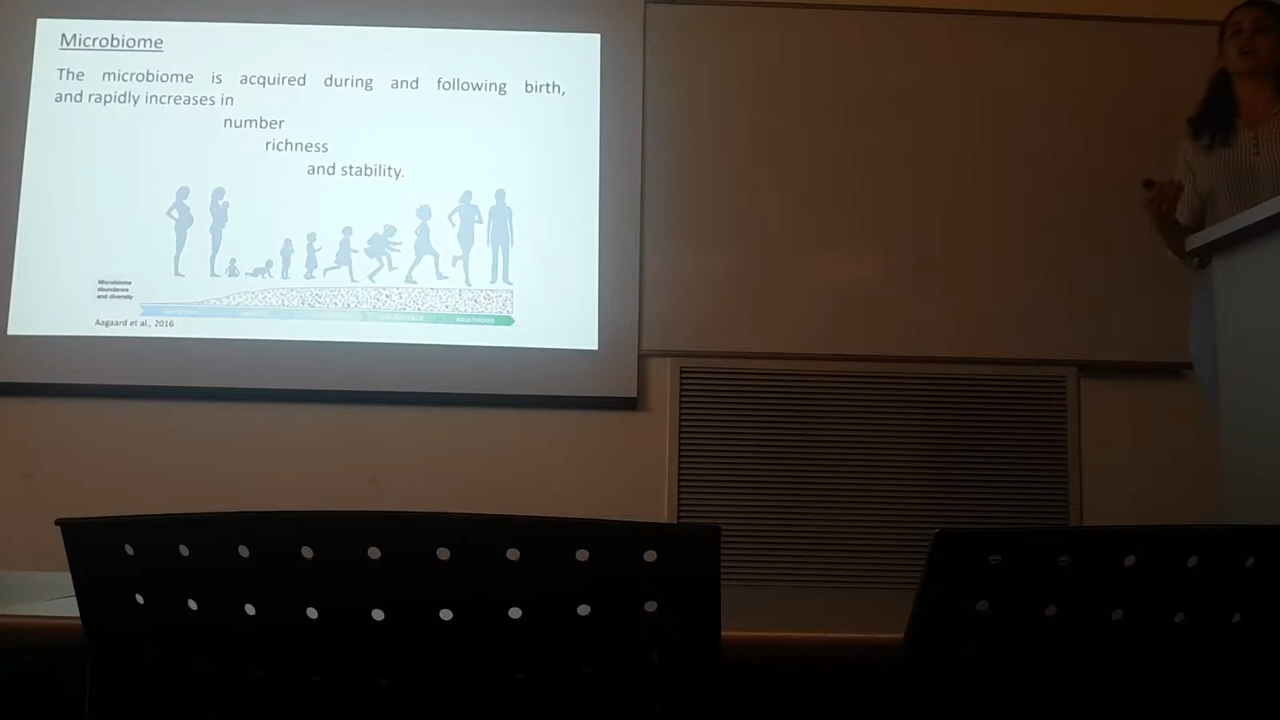 Microbiome
The microbiome is acquired during and following birth,
and rapidly increases in
number
richness
and stability.
Microbiome
abundance
and diversity
ADULTHOOD
Aagaard et al., 2016